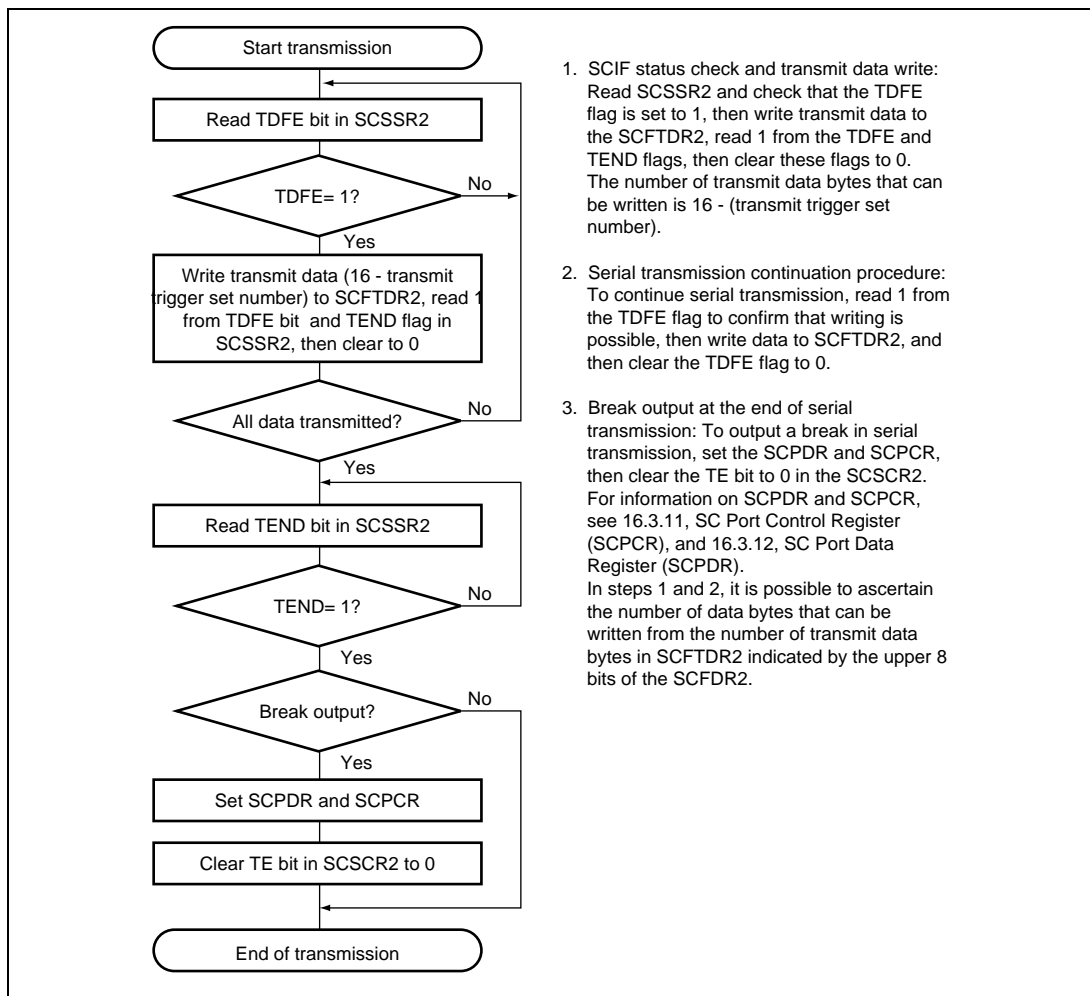 Start transmission
Read TDFE bit in SCSSR2
TDFE= 1?
No
Yes
Write transmit data (16 - transmit
trigger set number) to SCFTDR2, read 1
from TDFE bit  and TEND flag in
SCSSR2, then clear to 0
All data transmitted?
No
Yes
Read TEND bit in SCSSR2
TEND= 1?
No
Yes
Break output?
No
Yes
Set SCPDR and SCPCR
Clear TE bit in SCSCR2 to 0
End of transmission
1. SCIF status check and transmit data write:
Read SCSSR2 and check that the TDFE
flag is set to 1, then write transmit data to
the SCFTDR2, read 1 from the TDFE and
TEND flags, then clear these flags to 0.
The number of transmit data bytes that can
be written is 16 - (transmit trigger set
number).
2. Serial transmission continuation procedure:
To continue serial transmission, read 1 from
the TDFE flag to confirm that writing is
possible, then write data to SCFTDR2, and
then clear the TDFE flag to 0.
3. Break output at the end of serial
transmission: To output a break in serial
transmission, set the SCPDR and SCPCR,
then clear the TE bit to 0 in the SCSCR2.
For information on SCPDR and SCPCR,
see 16.3.11, SC Port Control Register
(SCPCR), and 16.3.12, SC Port Data
Register (SCPDR).
In steps 1 and 2, it is possible to ascertain
the number of data bytes that can be
written from the number of transmit data
bytes in SCFTDR2 indicated by the upper 8
bits of the SCFDR2.